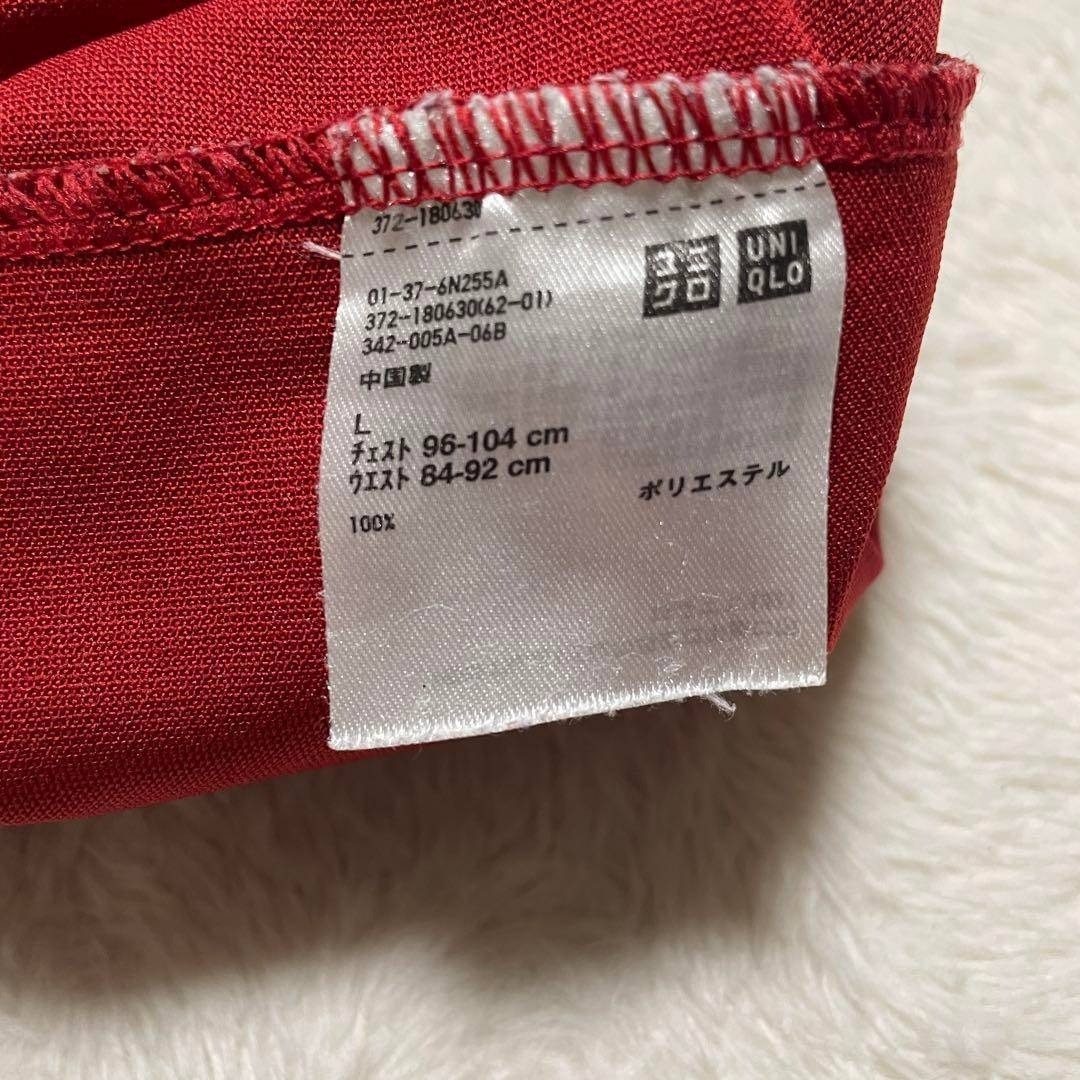 372-180630
ユニ
クロ
UNI
QLO
01-37-6N255A
372-180630(62-01)
342-005A-06B
中国製
L
チェスト 96-104 cm
ウエスト 84-92 cm
ポリエステル
100%